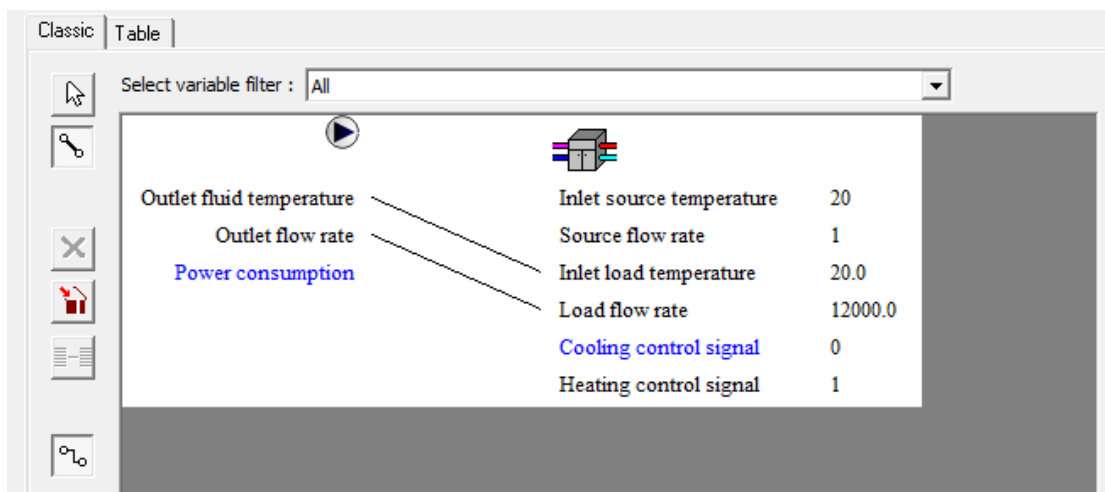 Classic Table
Select variable filter : All
Outlet fluid temperature Inlet source temperature 20
Outlet flow rate Source flow rate 1
Power consumption Inlet load temperature 20.0
Load flow rate 12000.0
Cooling control signal 0
Heating control signal 1